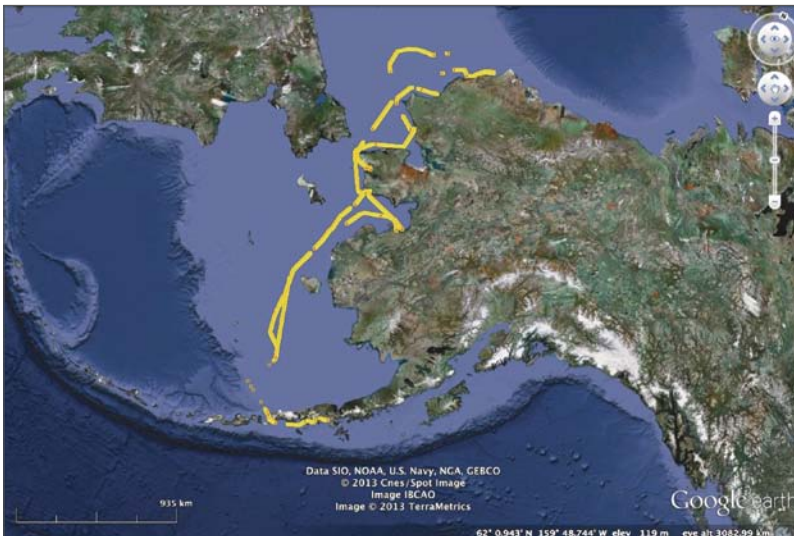 Data SIO, NOAA, U.S. Navy, NGA, GEBCO
© 2013 Cnes/Spot Image
Image IBCAO
Image © 2013 TerraMetrics
935 km
Google earth
62° 0.943' N 159° 48.744' W elev 119 m eye alt 3082.99 km